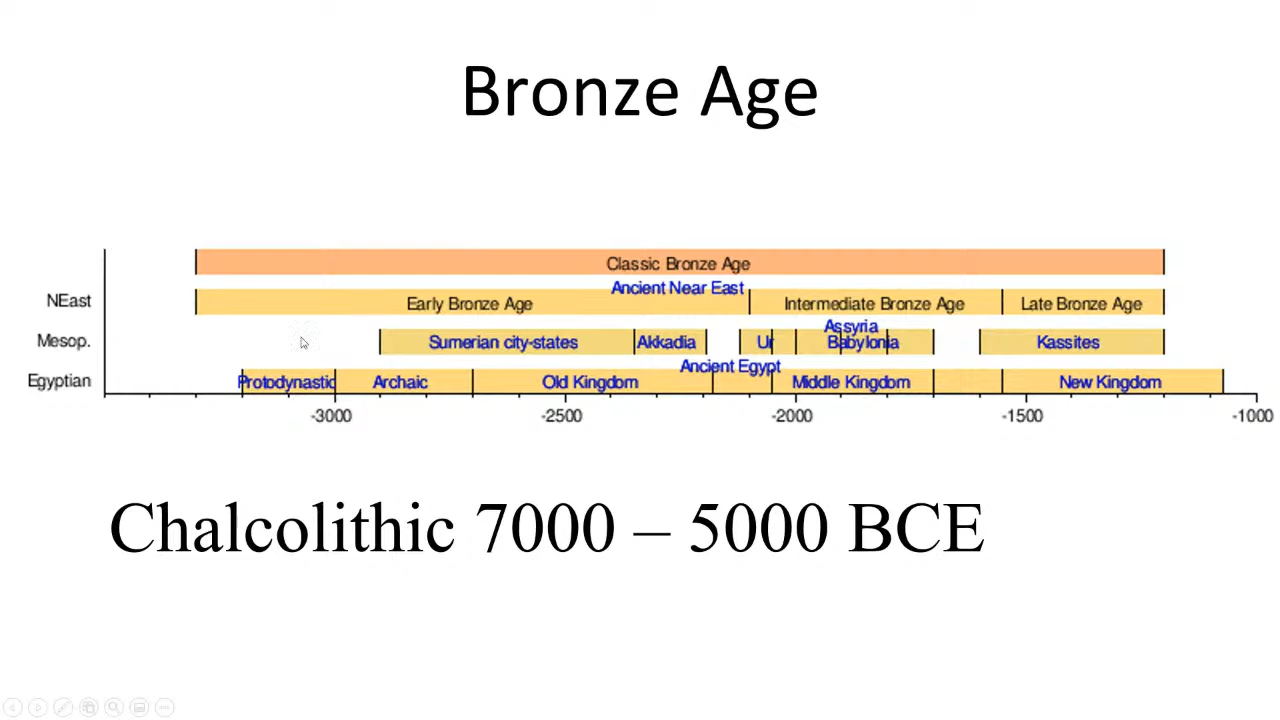 Bronze Age
Classic Bronze Age
Ancient Near East
NEast Early Bronze Age Intermediate Bronze Age Late Bronze Age
Assyria
Mesop. Sumerian city-states Akkadia Ur Babylonia Kassites
Ancient Egypt
Egyptian Protodynastic Archaic Old Kingdom Middle Kingdom New Kingdom
-3000 -2500 -2000 -1500 -1000
Chalcolithic 7000 – 5000 BCE